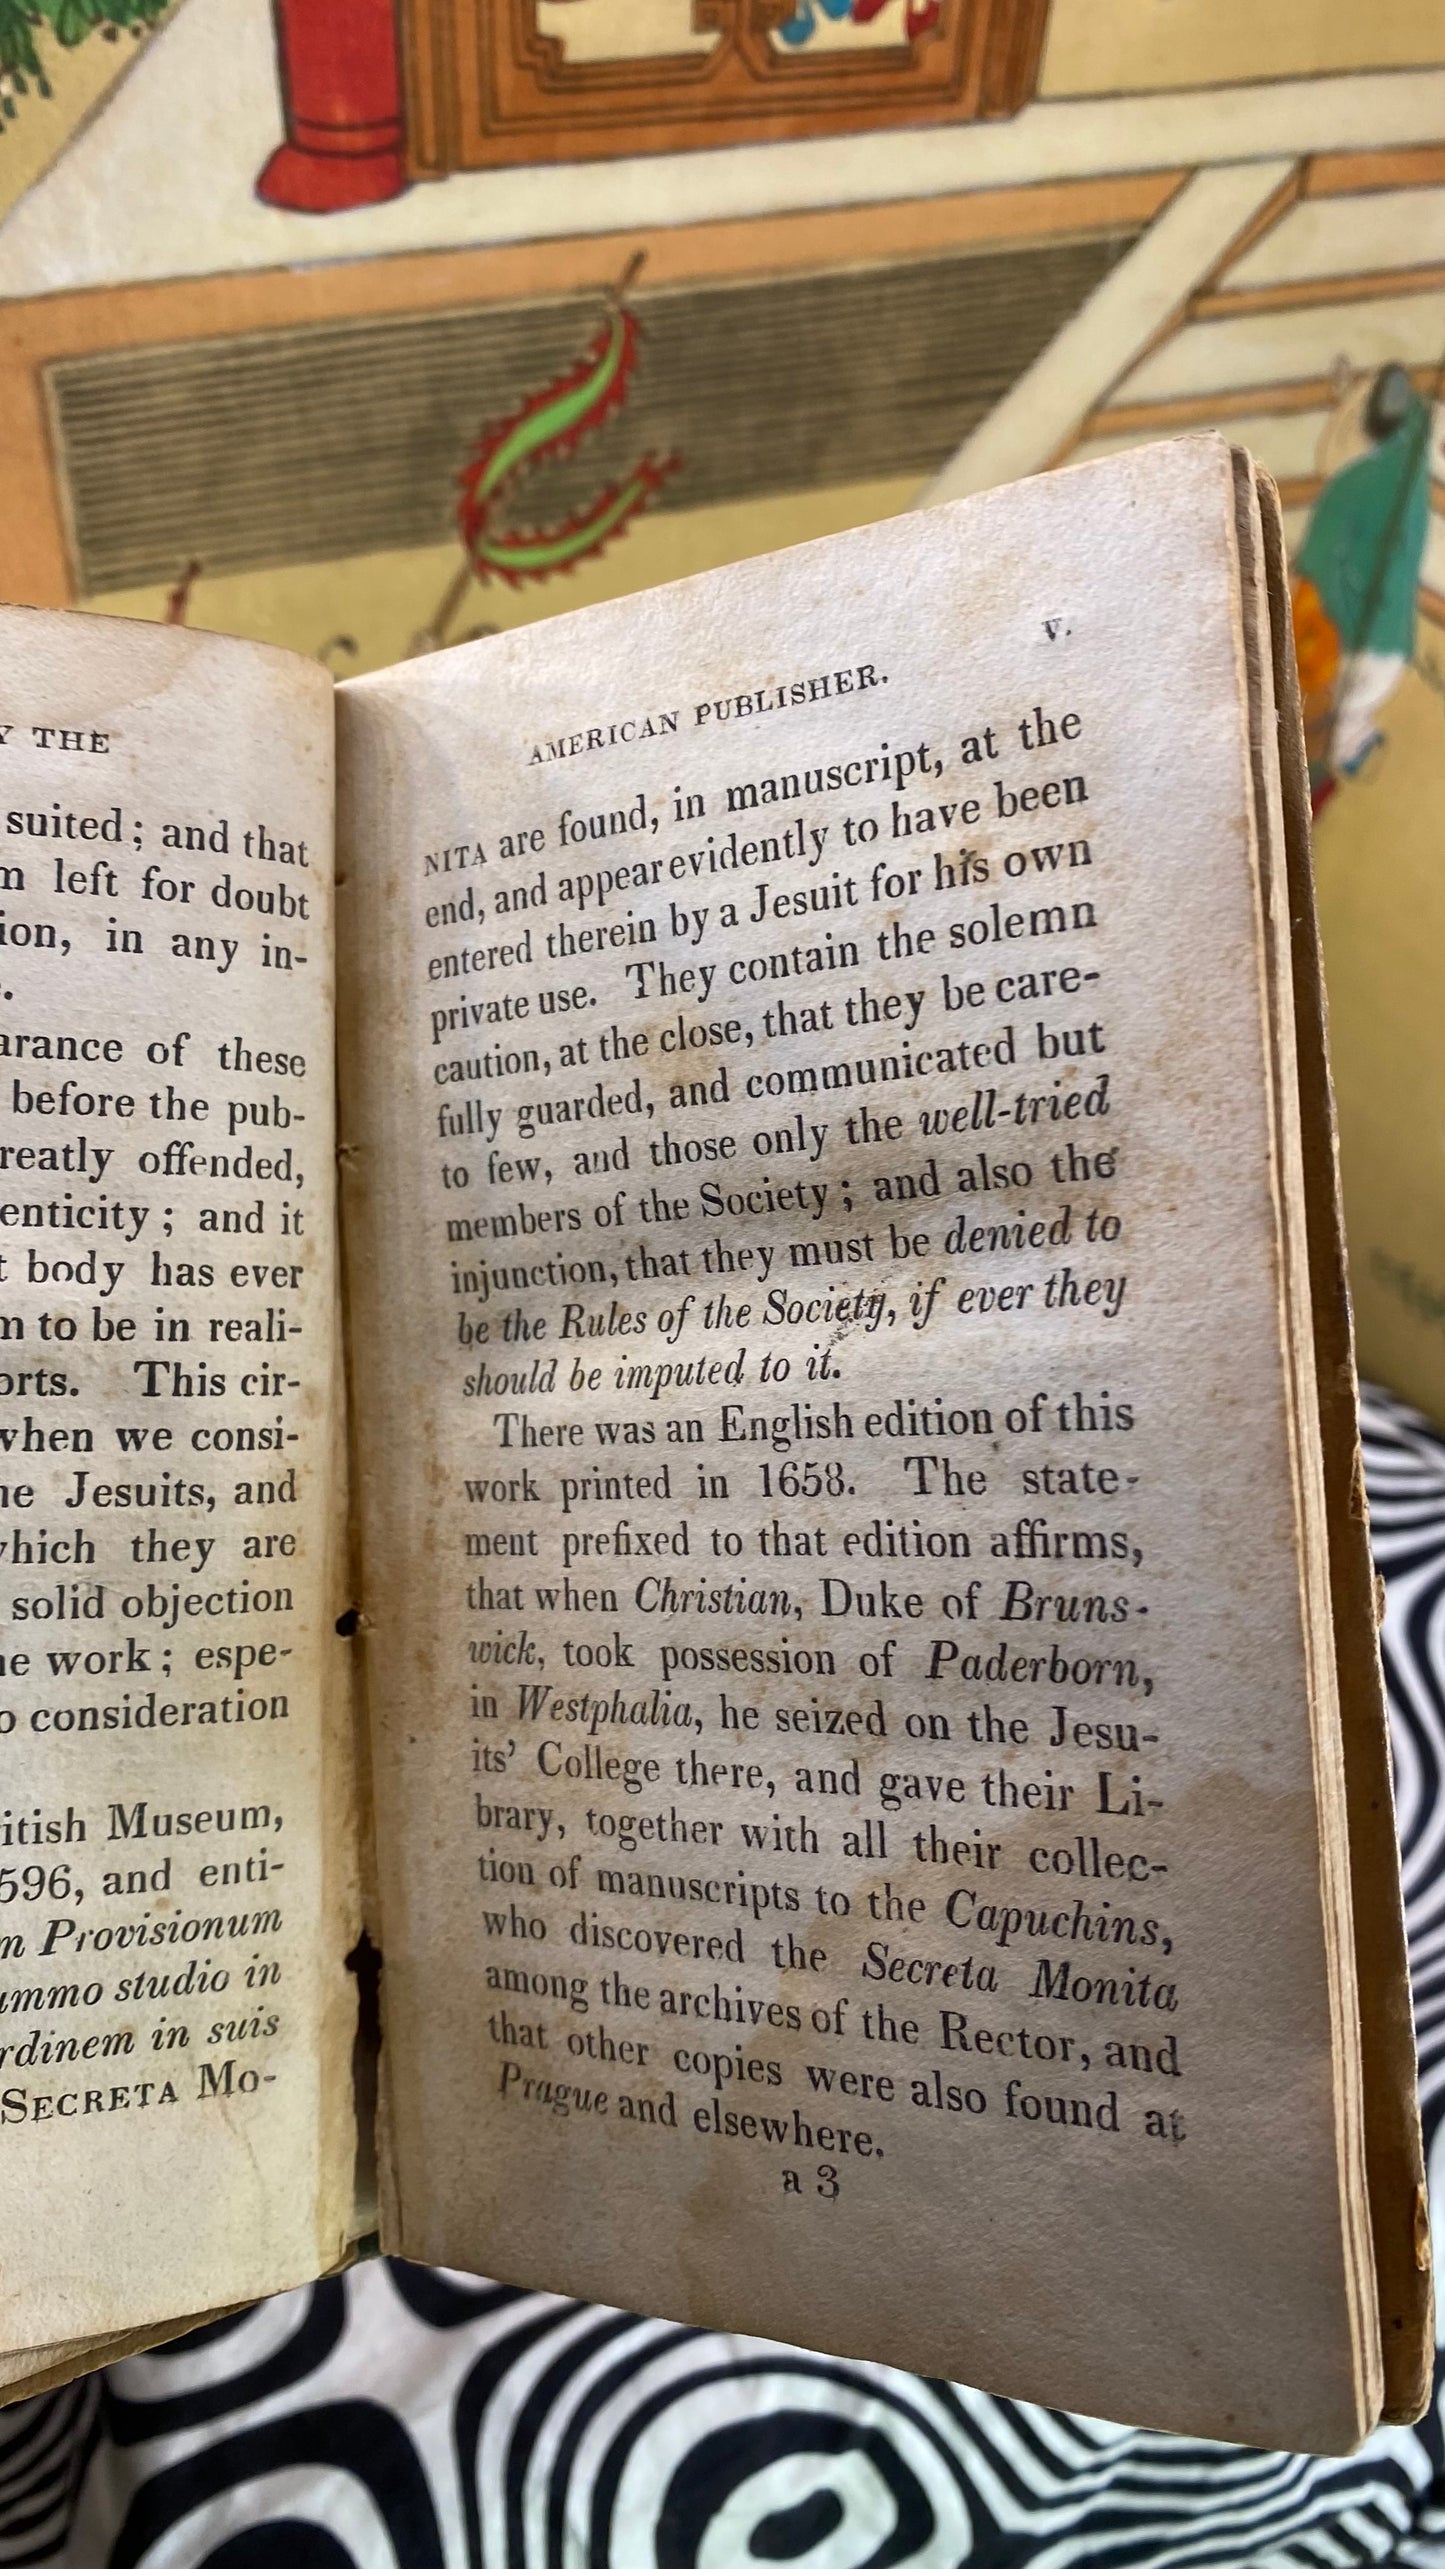 Y THE
suited; and that
left for doubt
in any in-
of these
before the pub-
offended,
and it
body has ever
to be in reali-
This cir-
when we consi-
Jesuits, and
which they are
solid objection
work; espe-
consideration
Museum,
596, and enti-
Provisionum
studio in
in suis
SECRETA MO-
AMERICAN PUBLISHER. v.
NITA are found, in manuscript, at the
end, and appear evidently to have been
entered therein by a Jesuit for his own
private use. They contain the solemn
caution, at the close, that they be care-
fully guarded, and communicated but
to few, and those only the well-tried
members of the Society; and also the
injunction, that they must be denied to
be the Rules of the Society, if ever they
should be imputed to it.
There was an English edition of this
work printed in 1658. The state-
ment prefixed to that edition affirms,
that when Christian, Duke of Bruns-
wick, took possession of Paderborn,
in Westphalia, he seized on the Jesu-
its' College there, and gave their Li-
brary, together with all their collec-
tion of manuscripts to the Capuchins,
who discovered the Secreta Monita
among the archives of the Rector, and
that other copies were also found at
Prague and elsewhere.
a 3